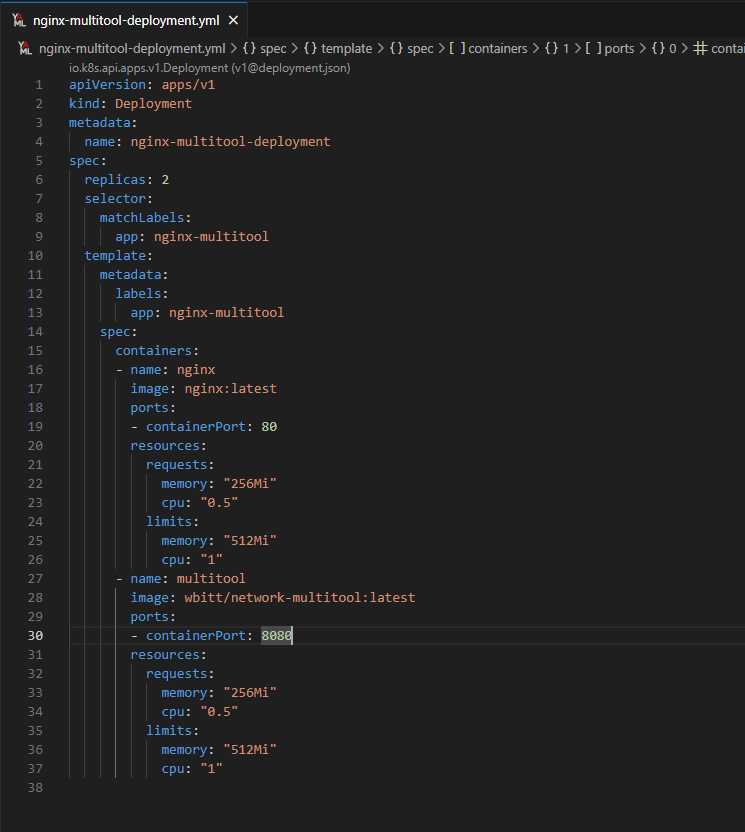 nginx-multitool-deployment.yml ×
nginx-multitool-deployment.yml > {} spec > {} template > {} spec > [ ] containers > {} 1 > [ ] ports > {} 0 > # contai
io.k8s.api.apps.v1.Deployment (v1@deployment.json)
1 apiVersion: apps/v1
2 kind: Deployment
3 metadata:
4   name: nginx-multitool-deployment
5 spec:
6   replicas: 2
7   selector:
8     matchLabels:
9       app: nginx-multitool
10   template:
11     metadata:
12       labels:
13         app: nginx-multitool
14     spec:
15       containers:
16       - name: nginx
17         image: nginx:latest
18         ports:
19         - containerPort: 80
20         resources:
21           requests:
22             memory: "256Mi"
23             cpu: "0.5"
24           limits:
25             memory: "512Mi"
26             cpu: "1"
27       - name: multitool
28         image: wbitt/network-multitool:latest
29         ports:
30         - containerPort: 8080
31         resources:
32           requests:
33             memory: "256Mi"
34             cpu: "0.5"
35           limits:
36             memory: "512Mi"
37             cpu: "1"
38